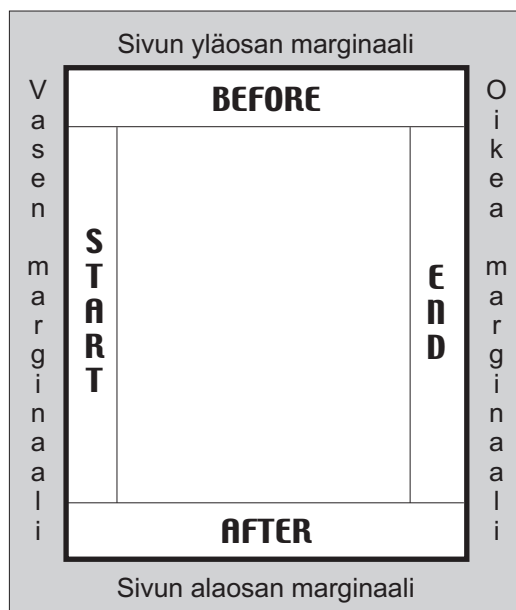 Sivun yläosan marginaali
Vasen marginaali
BEFORE
Oikea marginaali
START
END
AFTER
Sivun alaosan marginaali